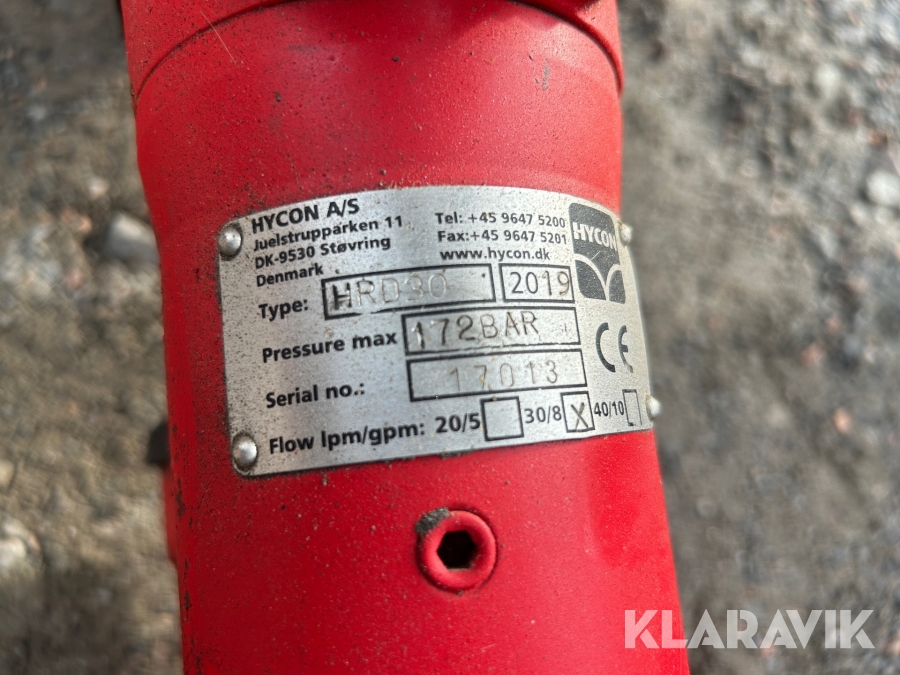 HYCON A/S
Juelstrupparken 11
DK-9530 Støvring
Denmark
Tel: +45 9647 5200
Fax:+45 9647 5201
www.hycon.dk
HYCON
Type: HRD30 2019
Pressure max 172BAR
CE
Serial no.: 17013
Flow lpm/gpm: 20/5 30/8 X 40/10
KLARAVIK